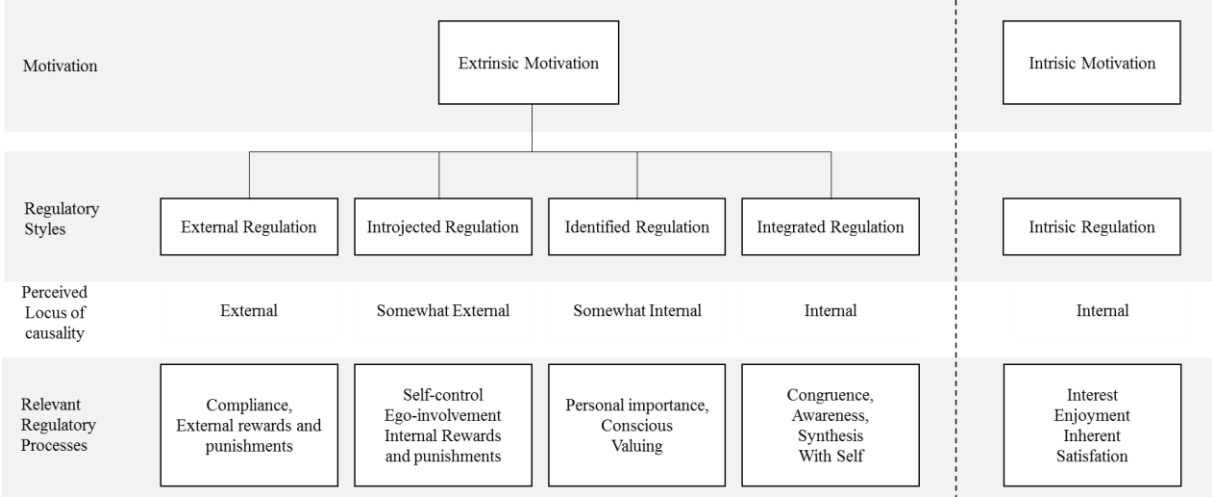 Motivation
Extrinsic Motivation
Intrisic Motivation
Regulatory
Styles
External Regulation
Introjected Regulation
Identified Regulation
Integrated Regulation
Intrisic Regulation
Perceived
Locus of
causality
External
Somewhat External
Somewhat Internal
Internal
Internal
Relevant
Regulatory
Processes
Compliance,
External rewards and
punishments
Self-control
Ego-involvement
Internal Rewards
and punishments
Personal importance,
Conscious
Valuing
Congruence,
Awareness,
Synthesis
With Self
Interest
Enjoyment
Inherent
Satisfation